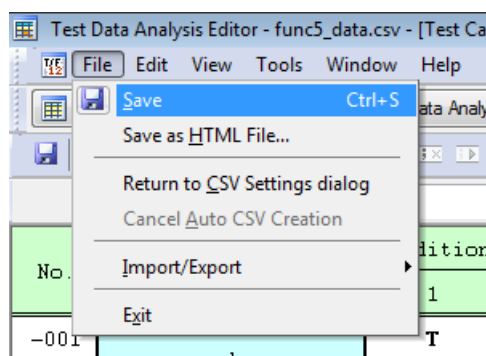 Test Data Analysis Editor - func5_data.csv - [Test Ca
File Edit View Tools Window Help
Save Ctrl+S
ata Analy
Save as HTML File...
Return to CSV Settings dialog
Cancel Auto CSV Creation
dition
Import/Export
No.
1
Exit
-001
T